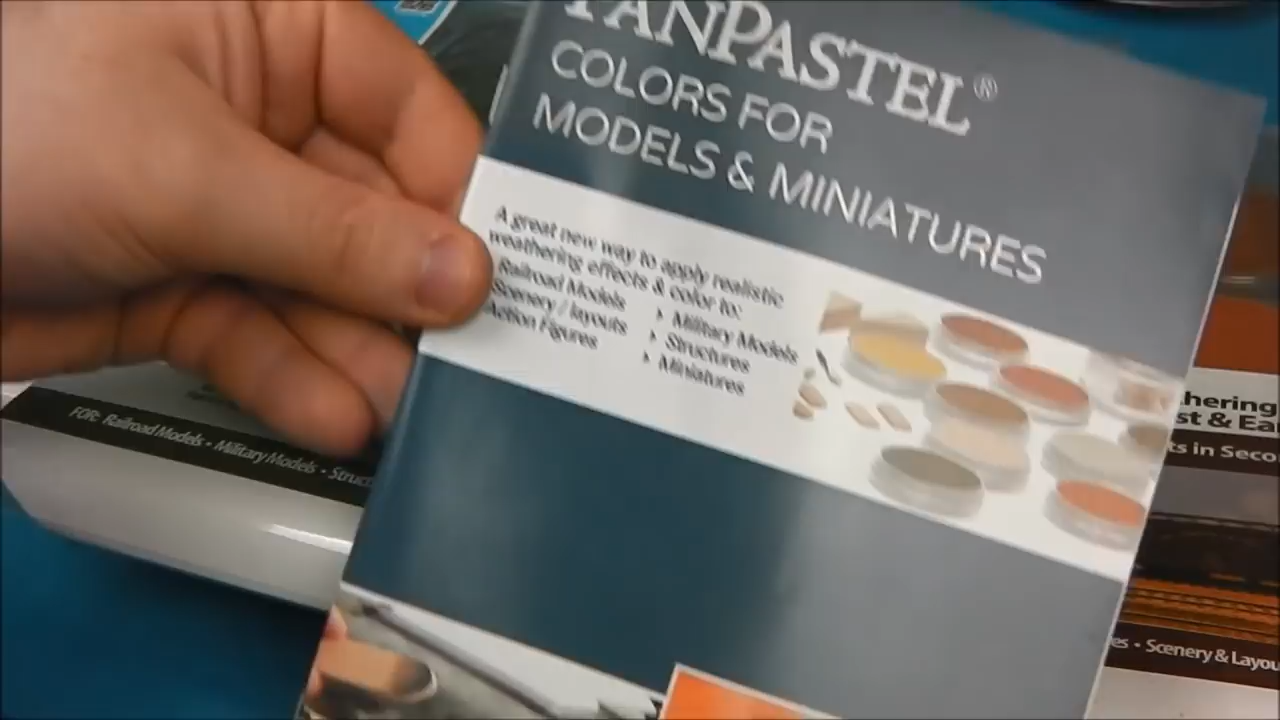 PANPASTEL®
COLORS FOR
MODELS & MINIATURES
A great new way to apply realistic
weathering effects & color to:
Railroad Models
Scenery / layouts
Action Figures
› Military Models
› Structures
› Miniatures
FOR: Railroad Models • Military Models •
hering
st & Ea
ts in Seco
es • Scenery & Layou